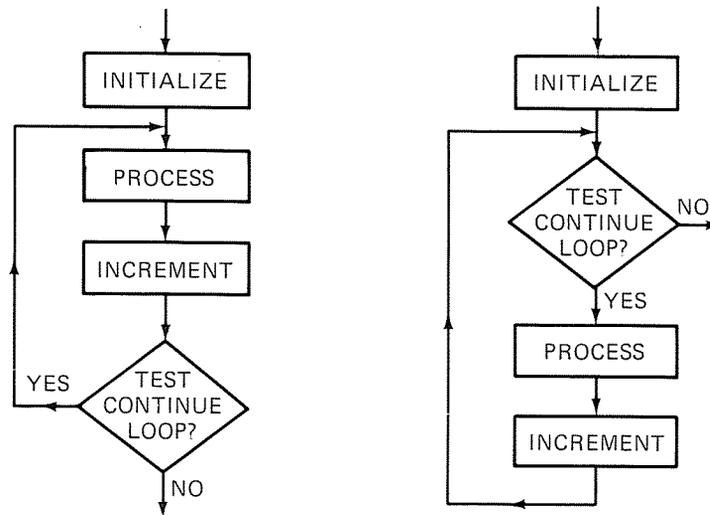 INITIALIZE
PROCESS
INCREMENT
YES
TEST
CONTINUE
LOOP?
NO
INITIALIZE
TEST
CONTINUE
LOOP?
NO
YES
PROCESS
INCREMENT